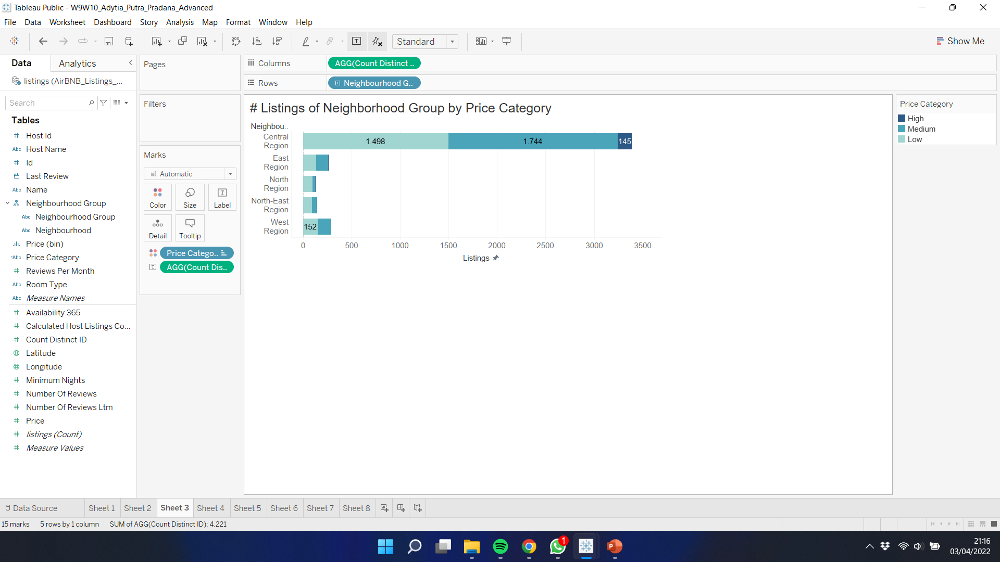 Tableau Public - W9W10_Adytia_Putra_Pradana_Advanced
File Data Worksheet Dashboard Story Analysis Map Format Window Help
Standard
Show Me
Data Analytics
listings (AirBNB_Listings_...
Search
Tables
Host Id
Abc Host Name
Id
Last Review
Abc Name
Neighbourhood Group
Abc Neighbourhood Group
Abc Neighbourhood
Price (bin)
=Abc Price Category
Reviews Per Month
Abc Room Type
Abc Measure Names
Availability 365
Calculated Host Listings Co...
Count Distinct ID
Latitude
Longitude
Minimum Nights
Number Of Reviews
Number Of Reviews Ltm
Price
listings (Count)
Measure Values
Pages
Filters
Marks
Automatic
Color Size Label
Detail Tooltip
Price Catego..
AGG(Count Dis..
Columns AGG(Count Distinct ..
Rows Neighbourhood G..
# Listings of Neighborhood Group by Price Category
Neighbou..
Central
Region
1.498 1.744 145
East
Region
North
Region
North-East
Region
West
Region
152
0 500 1000 1500 2000 2500 3000 3500
Listings
Price Category
High
Medium
Low
Data Source Sheet 1 Sheet 2 Sheet 3 Sheet 4 Sheet 5 Sheet 6 Sheet 7 Sheet 8
15 marks 5 rows by 1 column SUM of AGG(Count Distinct ID): 4,221
1
21:16
03/04/2022